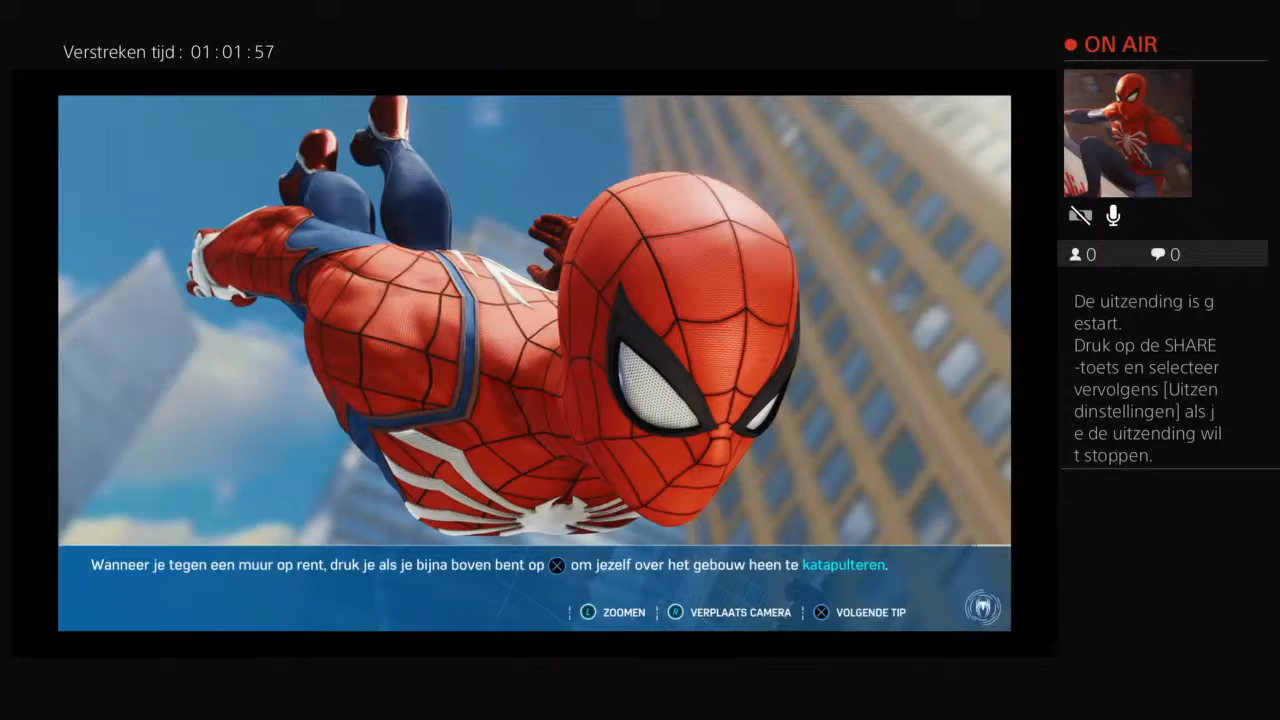 Verstreken tijd: 01:01:57
ON AIR
0 0
De uitzending is g
estart.
Druk op de SHARE
-toets en selecteer
vervolgens [Uitzen
dinstellingen] als j
e de uitzending wil
t stoppen.
Wanneer je tegen een muur op rent, druk je als je bijna boven bent op om jezelf over het gebouw heen te katapulteren.
L ZOOMEN R VERPLAATS CAMERA VOLGENDE TIP